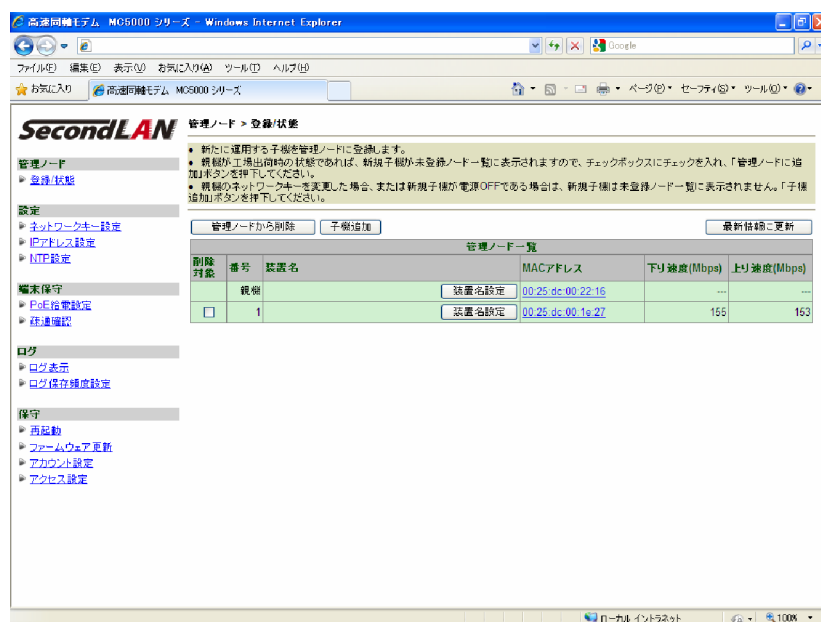 高速同軸モデム MC5000 シリーズ - Windows Internet Explorer
Google
ファイル(F) 編集(E) 表示(V) お気に入り(A) ツール(T) ヘルプ(H)
お気に入り 高速同軸モデム MC5000 シリーズ ページ(P) セーフティ(S) ツール(O)
SecondLAN
管理ノード > 登録/状態
• 新たに運用する子機を管理ノードに登録します。
• 親機が工場出荷時の状態であれば、新規子機が未登録ノード一覧に表示されますので、チェックボックスにチェックを入れ、「管理ノードに追
加」ボタンを押下してください。
• 親機のネットワークキーを変更した場合、または新規子機が電源OFFである場合は、新規子機は未登録ノード一覧に表示されません。「子機
追加」ボタンを押下してください。
管理ノード
登録/状態
設定
ネットワークキー設定
IPアドレス設定
NTP設定
端末保守
PoE給電設定
疎通確認
ログ
ログ表示
ログ保存頻度設定
保守
再起動
ファームウェア更新
アカウント設定
アクセス設定
管理ノードから削除 子機追加 最新情報に更新
管理ノード一覧
削除対象 番号 装置名 MACアドレス 下り速度(Mbps) 上り速度(Mbps)
親機 装置名設定 00:25:dc:00:22:16 --- ---
1 装置名設定 00:25:dc:00:1e:27 155 153
ローカル イントラネット 100%